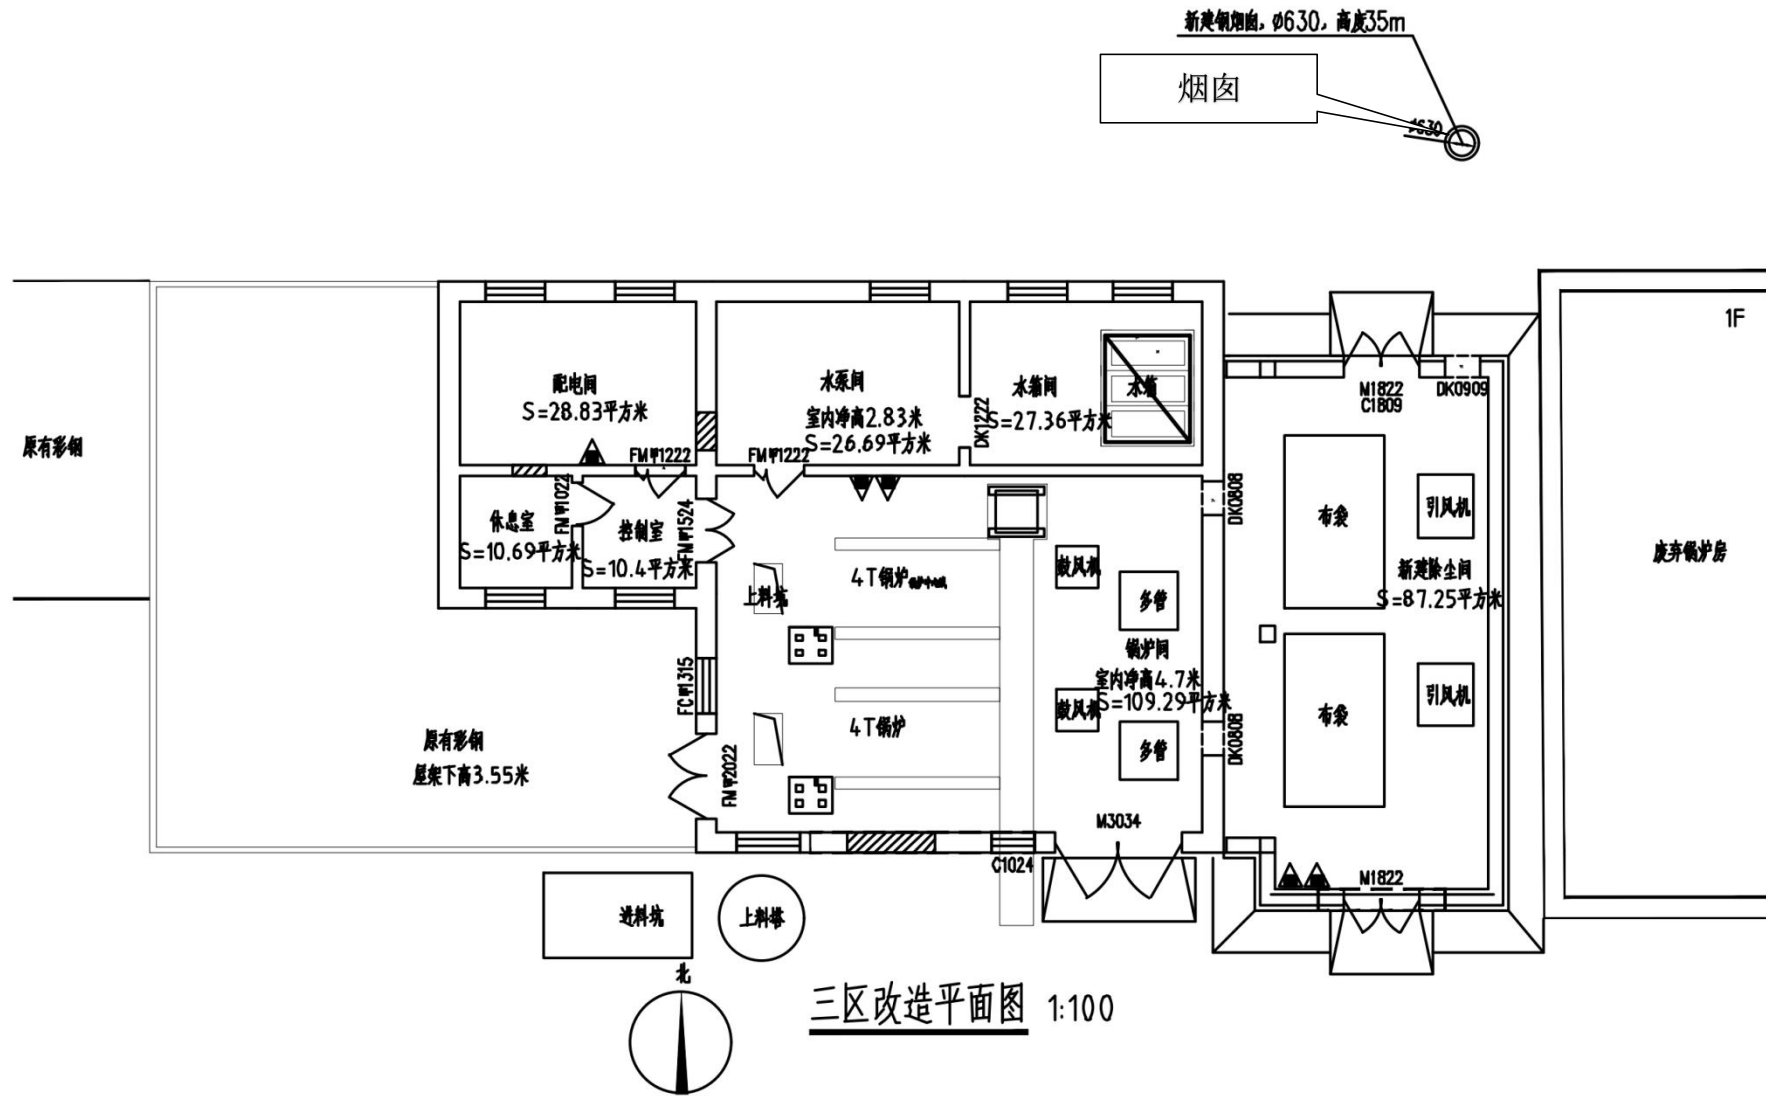 新建钢烟囱，Ø630，高度35m
烟囱
Ø630
1F
原有彩钢
配电间
S=28.83平方米
水泵间
室内净高2.83米
S=26.69平方米
水箱间
S=27.36平方米
水箱
DK1222
M1822
C1809
DK0909
FM甲1222
FM甲1222
休息室
S=10.69平方米
FM甲1022
控制室
S=10.4平方米
FM甲1524
DK0808
布袋
引风机
新建除尘间
S=87.25平方米
废弃锅炉房
上料坑
4T锅炉
鼓风机
多管
锅炉间
室内净高4.7米
S=109.29平方米
FC甲1315
4T锅炉
鼓风机
多管
DK0808
布袋
引风机
原有彩钢
屋架下高3.55米
FM甲2022
M3034
C1024
M1822
进料坑
上料塔
北
三区改造平面图 1:100